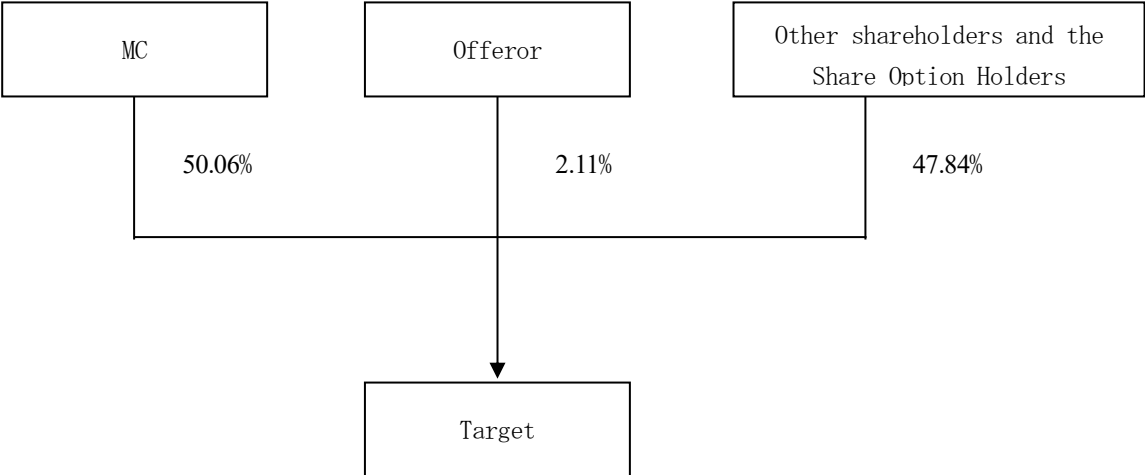 MC
Offeror
Other shareholders and the
Share Option Holders
50.06%
2.11%
47.84%
Target